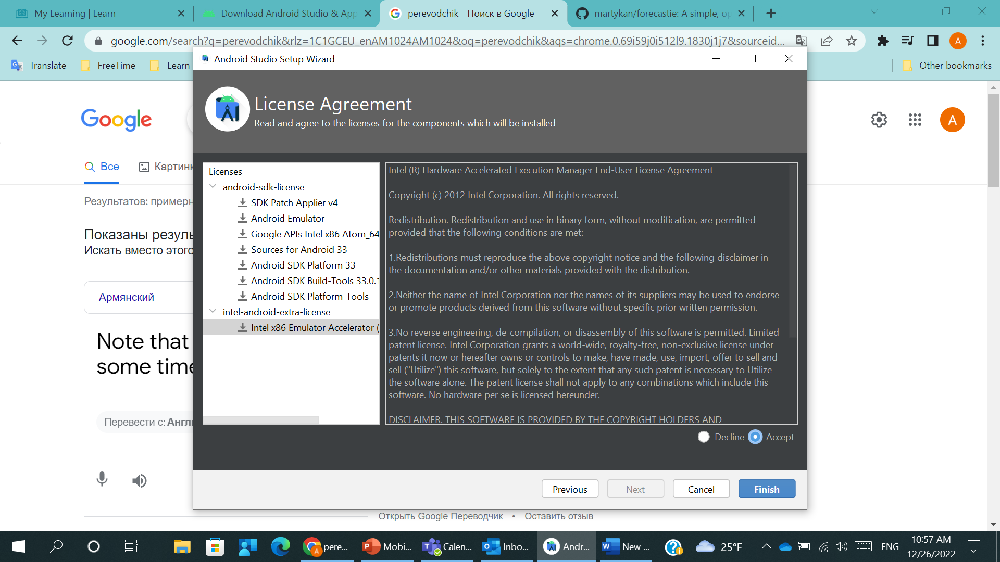 My Learning | Learn
Download Android Studio & App
perevodchik - Поиск в Google
martykan/forecastie: A simple, op
google.com/search?q=perevodchik&rlz=1C1GCEU_enAM1024AM1024&oq=perevodchik&aqs=chrome.0.69i59j0i512l9.1830j1j7&sourceid...
A
Translate
FreeTime
Learn
Other bookmarks
Android Studio Setup Wizard
License Agreement
Read and agree to the licenses for the components which will be installed
Google
A
Все
Картинк
Результатов: примерн
Показаны резуль
Искать вместо этого
Армянский
Note that
some time
Перевести с: Англи
Licenses
android-sdk-license
SDK Patch Applier v4
Android Emulator
Google APIs Intel x86 Atom_64
Sources for Android 33
Android SDK Platform 33
Android SDK Build-Tools 33.0.1
Android SDK Platform-Tools
intel-android-extra-license
Intel x86 Emulator Accelerator (
Intel (R) Hardware Accelerated Execution Manager End-User License Agreement
Copyright (c) 2012 Intel Corporation. All rights reserved.
Redistribution. Redistribution and use in binary form, without modification, are permitted
provided that the following conditions are met:
1.Redistributions must reproduce the above copyright notice and the following disclaimer in
the documentation and/or other materials provided with the distribution.
2.Neither the name of Intel Corporation nor the names of its suppliers may be used to endorse
or promote products derived from this software without specific prior written permission.
3.No reverse engineering, de-compilation, or disassembly of this software is permitted. Limited
patent license. Intel Corporation grants a world-wide, royalty-free, non-exclusive license under
patents it now or hereafter owns or controls to make, have made, use, import, offer to sell and
sell ("Utilize") this software, but solely to the extent that any such patent is necessary to Utilize
the software alone. The patent license shall not apply to any combinations which include this
software. No hardware per se is licensed hereunder.
DISCLAIMER. THIS SOFTWARE IS PROVIDED BY THE COPYRIGHT HOLDERS AND
Decline
Accept
Previous
Next
Cancel
Finish
Открыть Google Переводчик • Оставить отзыв
pere...
Mobi...
Calen...
Inbo...
Andr...
New ...
25°F
ENG
10:57 AM
12/26/2022